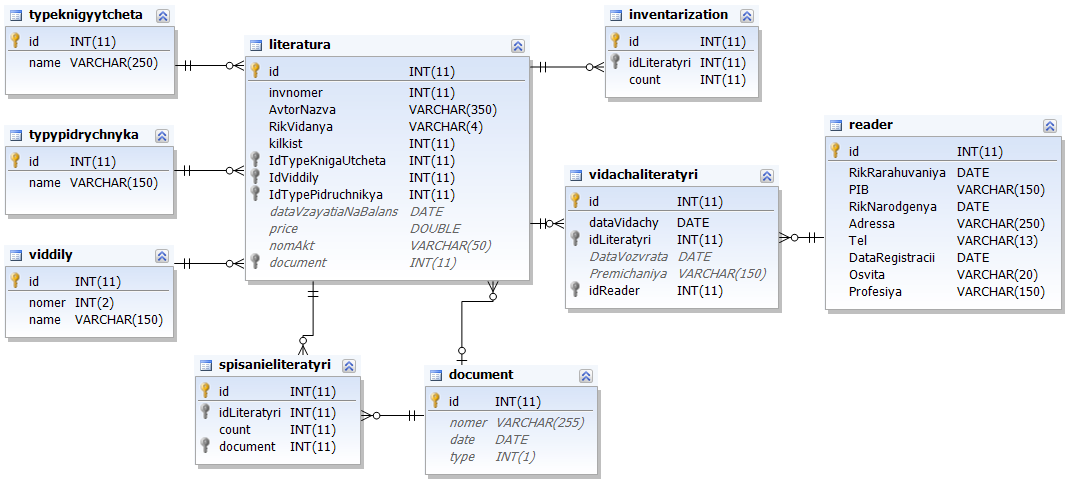 typeknigyytcheta
id INT(11)
name VARCHAR(250)
typypidrychnyka
id INT(11)
name VARCHAR(150)
viddily
id INT(11)
nomer INT(2)
name VARCHAR(150)
literatura
id INT(11)
invnomer INT(11)
AvtorNazva VARCHAR(350)
RikVidanya VARCHAR(4)
kilkist INT(11)
IdTypeKnigaUtcheta INT(11)
IdViddily INT(11)
IdTypePidruchnikya INT(11)
dataVzayatiaNaBalans DATE
price DOUBLE
nomAkt VARCHAR(50)
document INT(11)
inventarization
id INT(11)
idLiteratyri INT(11)
count INT(11)
vidachaliteratyri
id INT(11)
dataVidachy DATE
idLiteratyri INT(11)
DataVozvrata DATE
Premichaniya VARCHAR(150)
idReader INT(11)
reader
id INT(11)
RikRarahuvaniya DATE
PIB VARCHAR(150)
RikNarodgenya DATE
Adressa VARCHAR(250)
Tel VARCHAR(13)
DataRegistracii DATE
Osvita VARCHAR(20)
Profesiya VARCHAR(150)
spisanieliteratyri
id INT(11)
idLiteratyri INT(11)
count INT(11)
document INT(11)
document
id INT(11)
nomer VARCHAR(255)
date DATE
type INT(1)